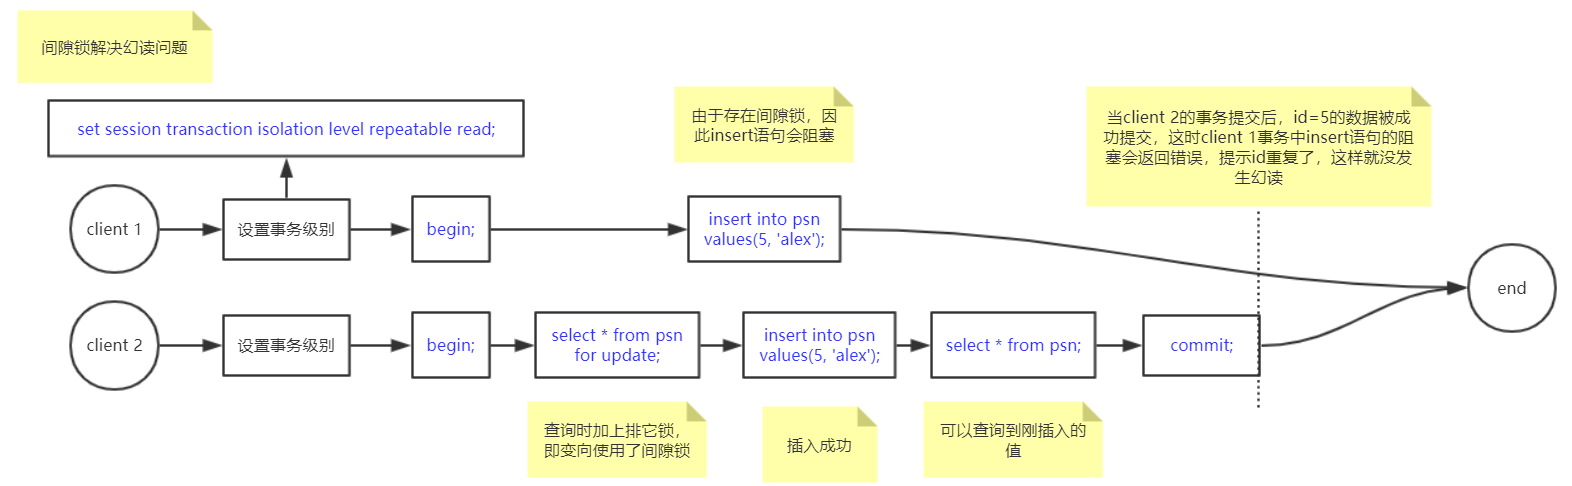 间隙锁解决幻读问题
set session transaction isolation level repeatable read;
由于存在间隙锁，因
此insert语句会阻塞
当client 2的事务提交后，id=5的数据被成
功提交，这时client 1事务中insert语句的阻
塞会返回错误，提示id重复了，这样就没发
生幻读
client 1
设置事务级别
begin;
insert into psn
values(5, 'alex');
end
client 2
设置事务级别
begin;
select * from psn
for update;
insert into psn
values(5, 'alex');
select * from psn;
commit;
查询时加上排它锁，
即变向使用了间隙锁
插入成功
可以查询到刚插入的
值